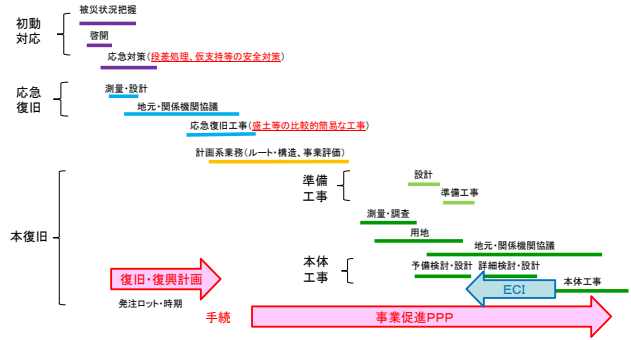 初動
対応
被災状況把握
啓開
応急対策(段差処理、仮支持等の安全対策)
応急
復旧
測量・設計
地元・関係機関協議
応急復旧工事(盛土等の比較的簡易な工事)
計画系業務(ルート・構造、事業評価)
本復旧
準備
工事
設計
準備工事
測量・調査
用地
地元・関係機関協議
本体
工事
予備検討・設計
詳細検討・設計
本体工事
ECI
復旧・復興計画
発注ロット・時期
手続
事業促進PPP